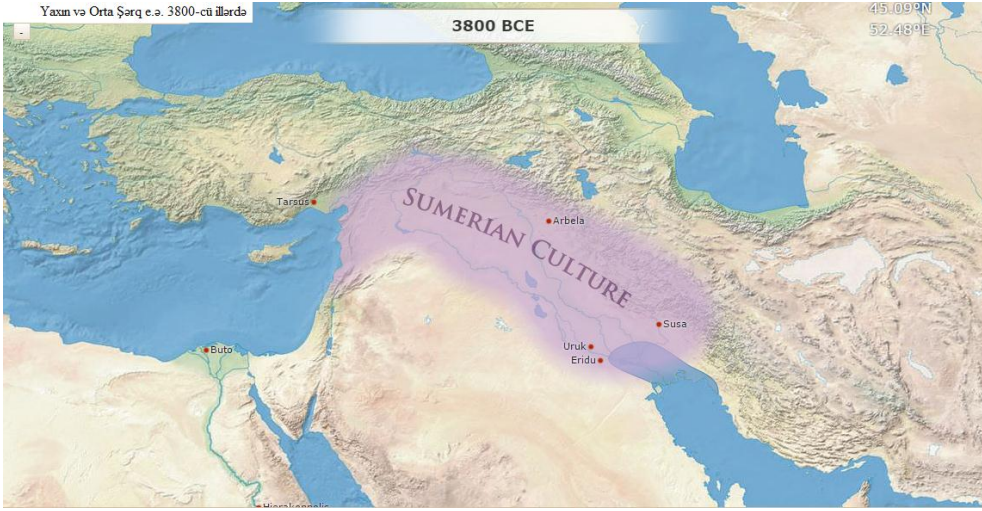 Yaxın və Orta Şərq e.ə. 3800-cü illərdə
-
3800 BCE
45.09°N
52.48°E
Tarsus
SUMERIAN CULTURE
Arbela
Susa
Uruk
Eridu
Buto
Hierakonpolis